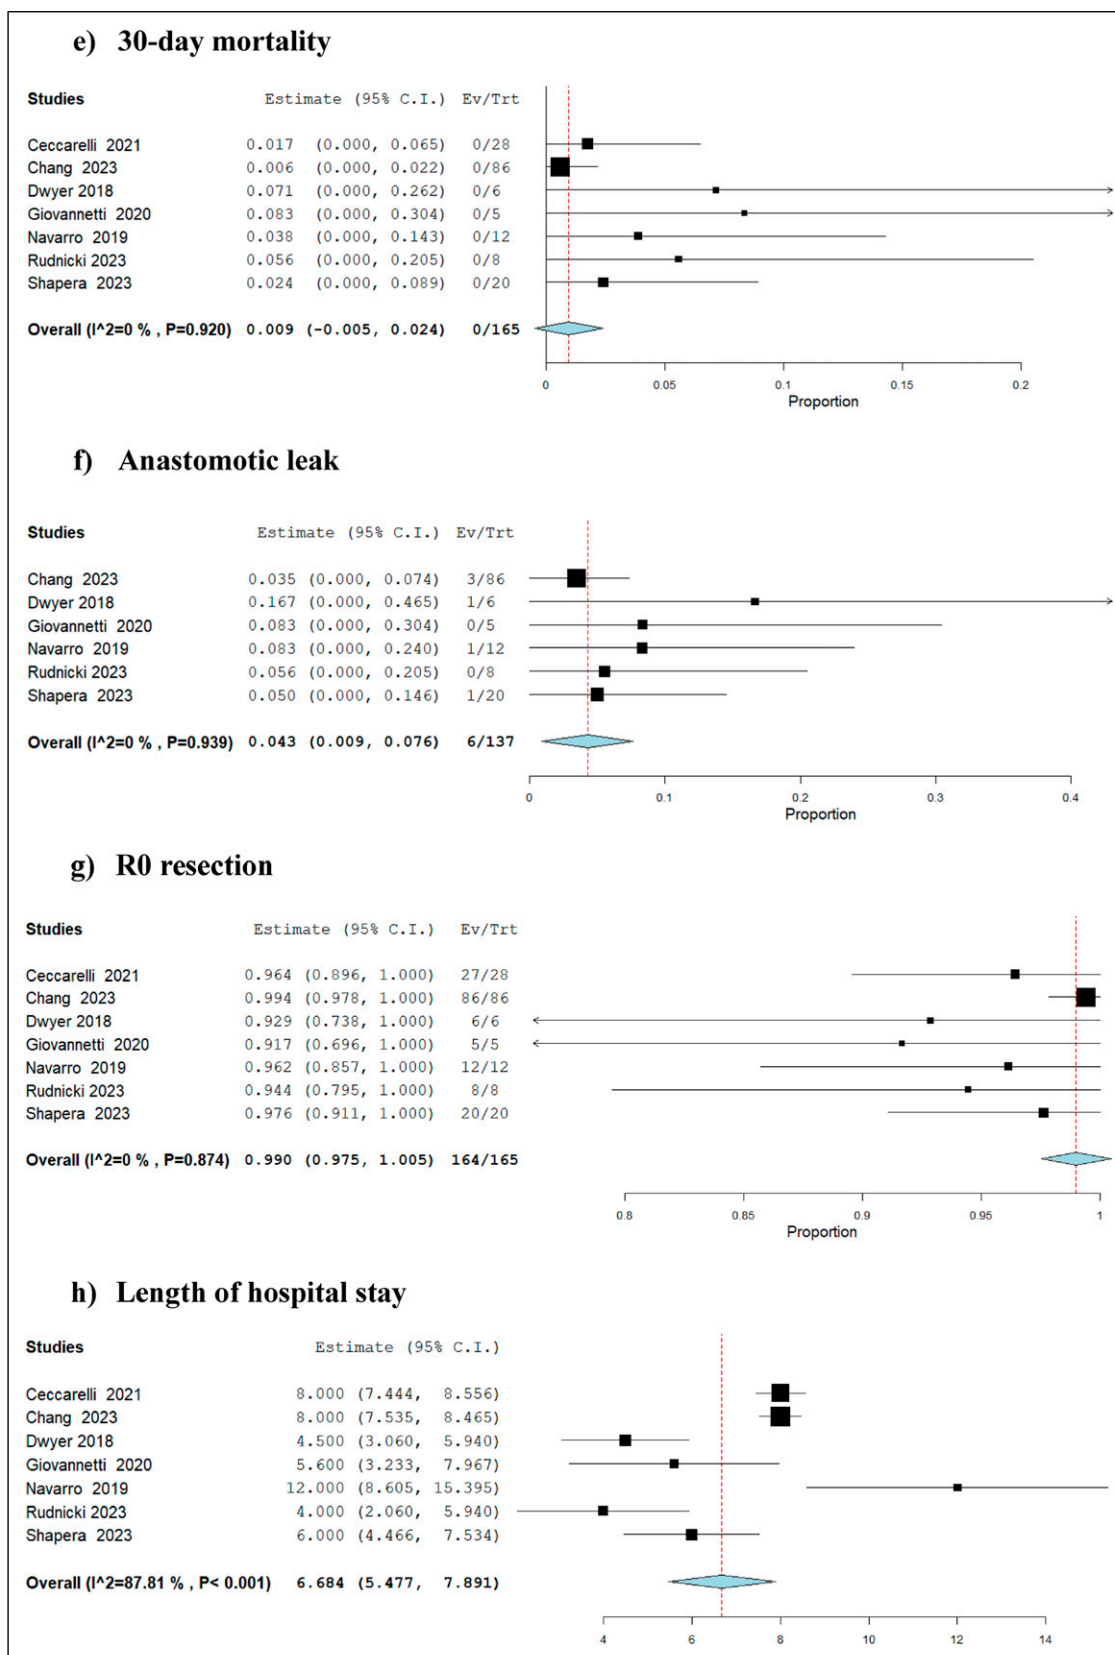 e) 30-day mortality
Studies Estimate (95% C.I.) Ev/Trt
Ceccarelli 2021 0.017 (0.000, 0.065) 0/28
Chang 2023 0.006 (0.000, 0.022) 0/86
Dwyer 2018 0.071 (0.000, 0.262) 0/6
Giovannetti 2020 0.083 (0.000, 0.304) 0/5
Navarro 2019 0.038 (0.000, 0.143) 0/12
Rudnicki 2023 0.056 (0.000, 0.205) 0/8
Shapera 2023 0.024 (0.000, 0.089) 0/20
Overall (I^2=0 % , P=0.920) 0.009 (-0.005, 0.024) 0/165
0 0.05 0.1 0.15 0.2
Proportion
f) Anastomotic leak
Studies Estimate (95% C.I.) Ev/Trt
Chang 2023 0.035 (0.000, 0.074) 3/86
Dwyer 2018 0.167 (0.000, 0.465) 1/6
Giovannetti 2020 0.083 (0.000, 0.304) 0/5
Navarro 2019 0.083 (0.000, 0.240) 1/12
Rudnicki 2023 0.056 (0.000, 0.205) 0/8
Shapera 2023 0.050 (0.000, 0.146) 1/20
Overall (I^2=0 % , P=0.939) 0.043 (0.009, 0.076) 6/137
0 0.1 0.2 0.3 0.4
Proportion
g) R0 resection
Studies Estimate (95% C.I.) Ev/Trt
Ceccarelli 2021 0.964 (0.896, 1.000) 27/28
Chang 2023 0.994 (0.978, 1.000) 86/86
Dwyer 2018 0.929 (0.738, 1.000) 6/6
Giovannetti 2020 0.917 (0.696, 1.000) 5/5
Navarro 2019 0.962 (0.857, 1.000) 12/12
Rudnicki 2023 0.944 (0.795, 1.000) 8/8
Shapera 2023 0.976 (0.911, 1.000) 20/20
Overall (I^2=0 % , P=0.874) 0.990 (0.975, 1.005) 164/165
0.8 0.85 0.9 0.95 1
Proportion
h) Length of hospital stay
Studies Estimate (95% C.I.)
Ceccarelli 2021 8.000 (7.444, 8.556)
Chang 2023 8.000 (7.535, 8.465)
Dwyer 2018 4.500 (3.060, 5.940)
Giovannetti 2020 5.600 (3.233, 7.967)
Navarro 2019 12.000 (8.605, 15.395)
Rudnicki 2023 4.000 (2.060, 5.940)
Shapera 2023 6.000 (4.466, 7.534)
Overall (I^2=87.81 % , P< 0.001) 6.684 (5.477, 7.891)
4 6 8 10 12 14